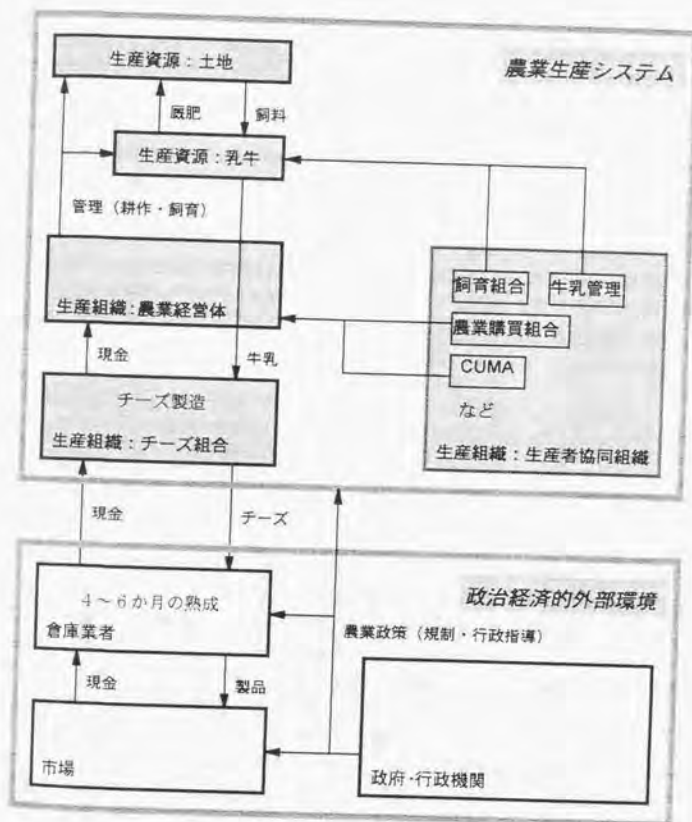 農業生産システム
生産資源：土地
厩肥
飼料
生産資源：乳牛
管理（耕作・飼育）
生産組織：農業経営体
飼育組合
牛乳管理
農業購買組合
CUMA
など
生産組織：生産者協同組織
現金
牛乳
チーズ製造
生産組織：チーズ組合
現金
チーズ
政治経済的外部環境
４～６か月の熟成
倉庫業者
農業政策（規制・行政指導）
現金
製品
市場
政府・行政機関